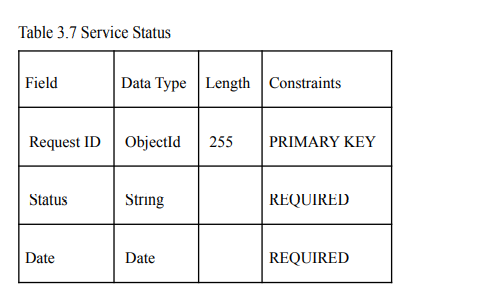 Table 3.7 Service Status
Field Data Type Length Constraints
Request ID ObjectId 255 PRIMARY KEY
Status String REQUIRED
Date Date REQUIRED